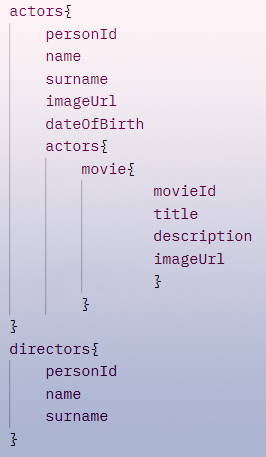 actors{
personId
name
surname
imageUrl
dateOfBirth
actors{
movie{
movieId
title
description
imageUrl
}
}
}
directors{
personId
name
surname
}